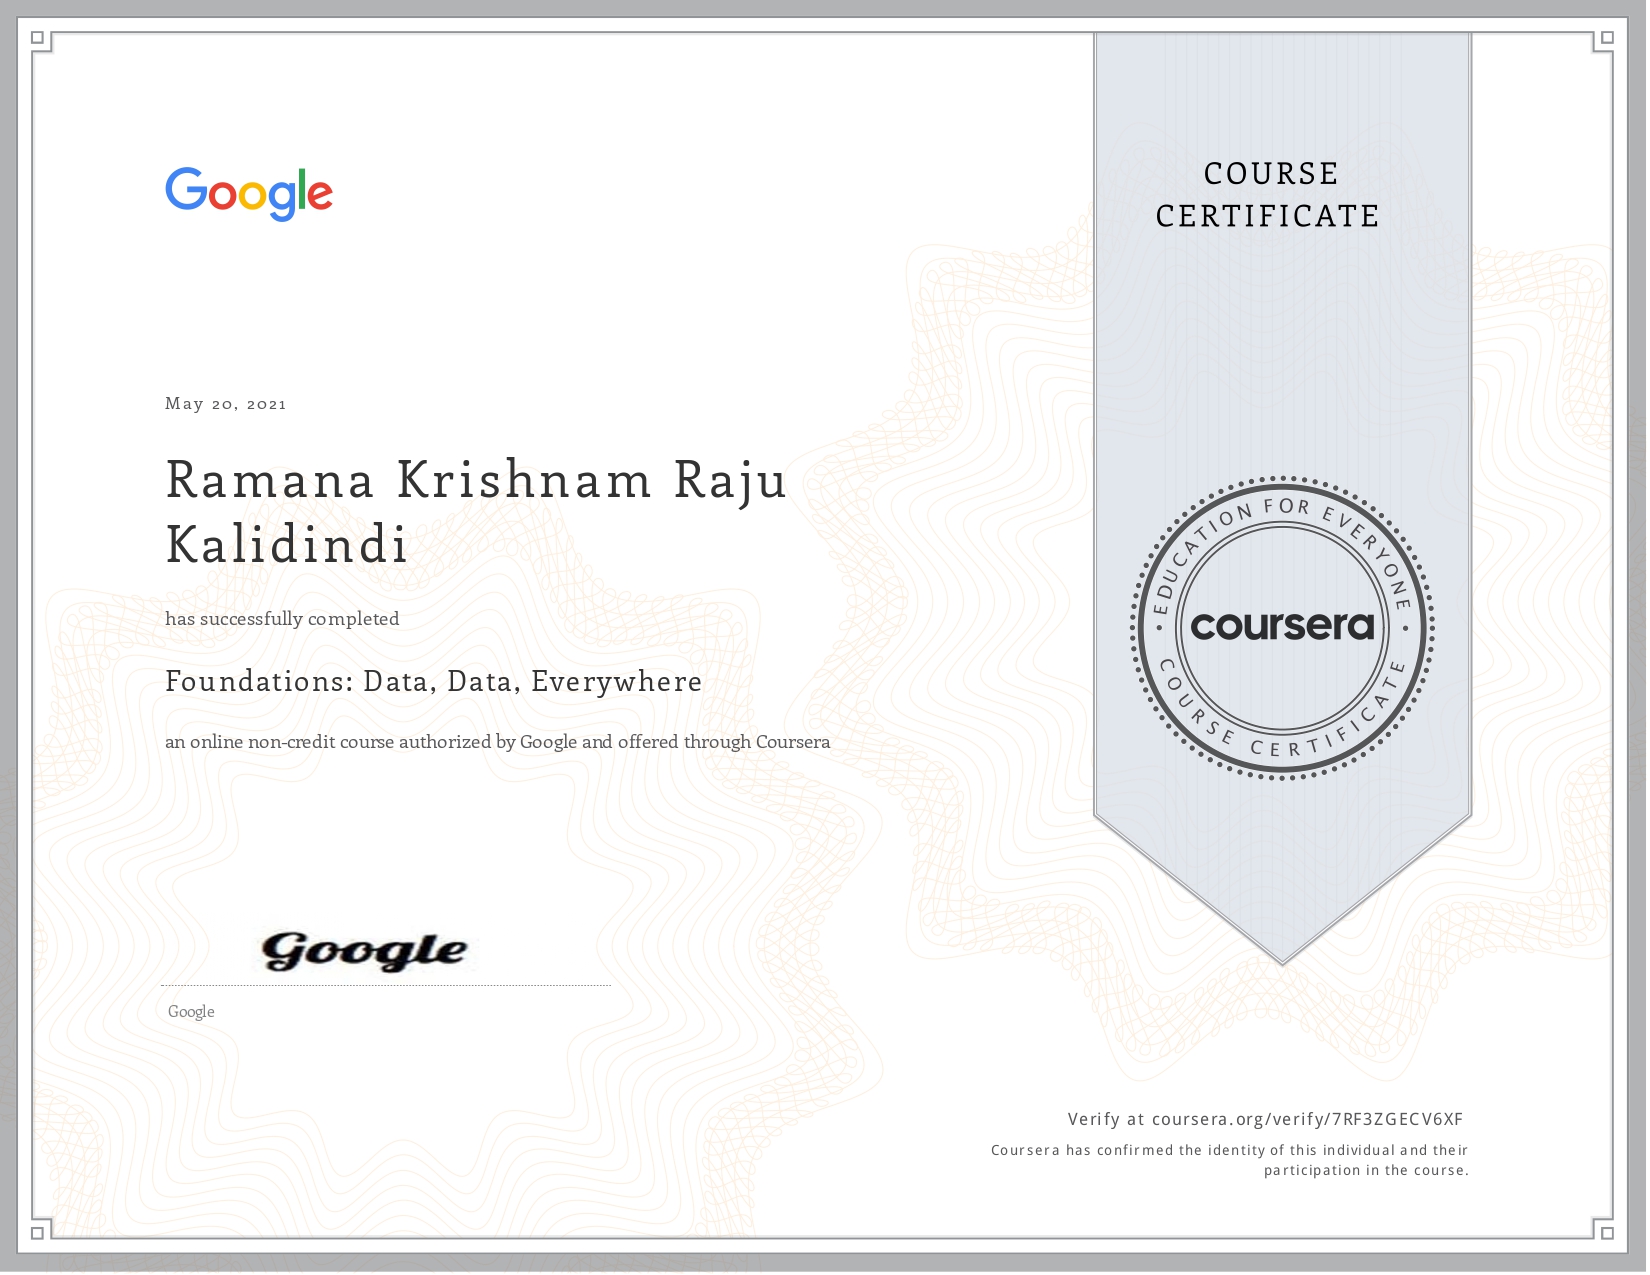 Google
COURSE
CERTIFICATE
May 20, 2021
Ramana Krishnam Raju
Kalidindi
has successfully completed
Foundations: Data, Data, Everywhere
an online non-credit course authorized by Google and offered through Coursera
EDUCATION FOR EVERYONE
coursera
COURSE CERTIFICATE
Google
Google
Verify at coursera.org/verify/7RF3ZGECV6XF
Coursera has confirmed the identity of this individual and their
participation in the course.